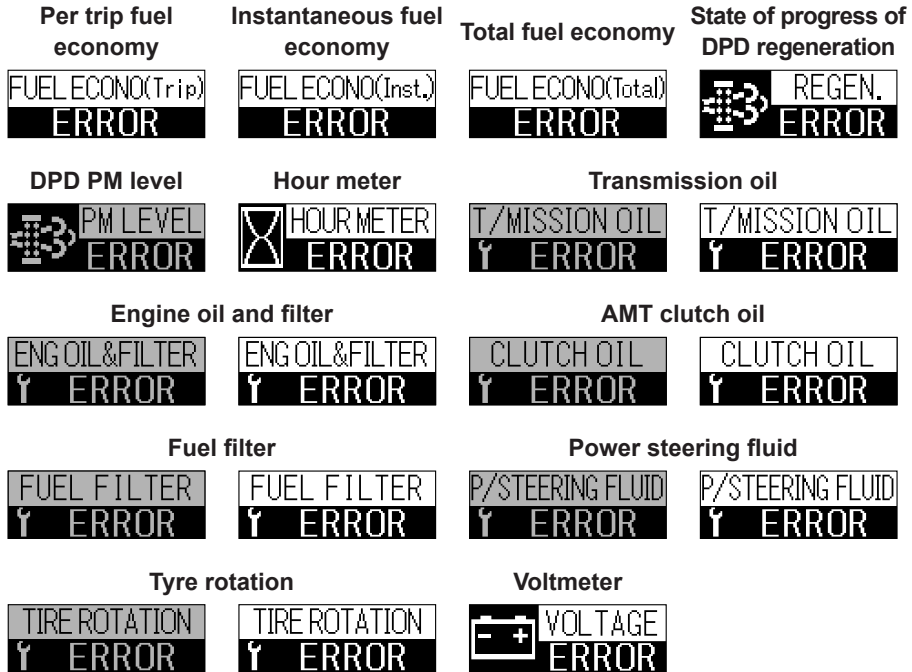 Per trip fuel
economy
Instantaneous fuel
economy
Total fuel economy
State of progress of
DPD regeneration
FUEL ECONO(Trip)
ERROR
FUEL ECONO(Inst.)
ERROR
FUEL ECONO(Total)
ERROR
REGEN.
ERROR
DPD PM level
Hour meter
Transmission oil
PM LEVEL
ERROR
HOUR METER
ERROR
T/MISSION OIL
ERROR
T/MISSION OIL
ERROR
Engine oil and filter
AMT clutch oil
ENG OIL&FILTER
ERROR
ENG OIL&FILTER
ERROR
CLUTCH OIL
ERROR
CLUTCH OIL
ERROR
Fuel filter
Power steering fluid
FUEL FILTER
ERROR
FUEL FILTER
ERROR
P/STEERING FLUID
ERROR
P/STEERING FLUID
ERROR
Tyre rotation
Voltmeter
TIRE ROTATION
ERROR
TIRE ROTATION
ERROR
VOLTAGE
ERROR